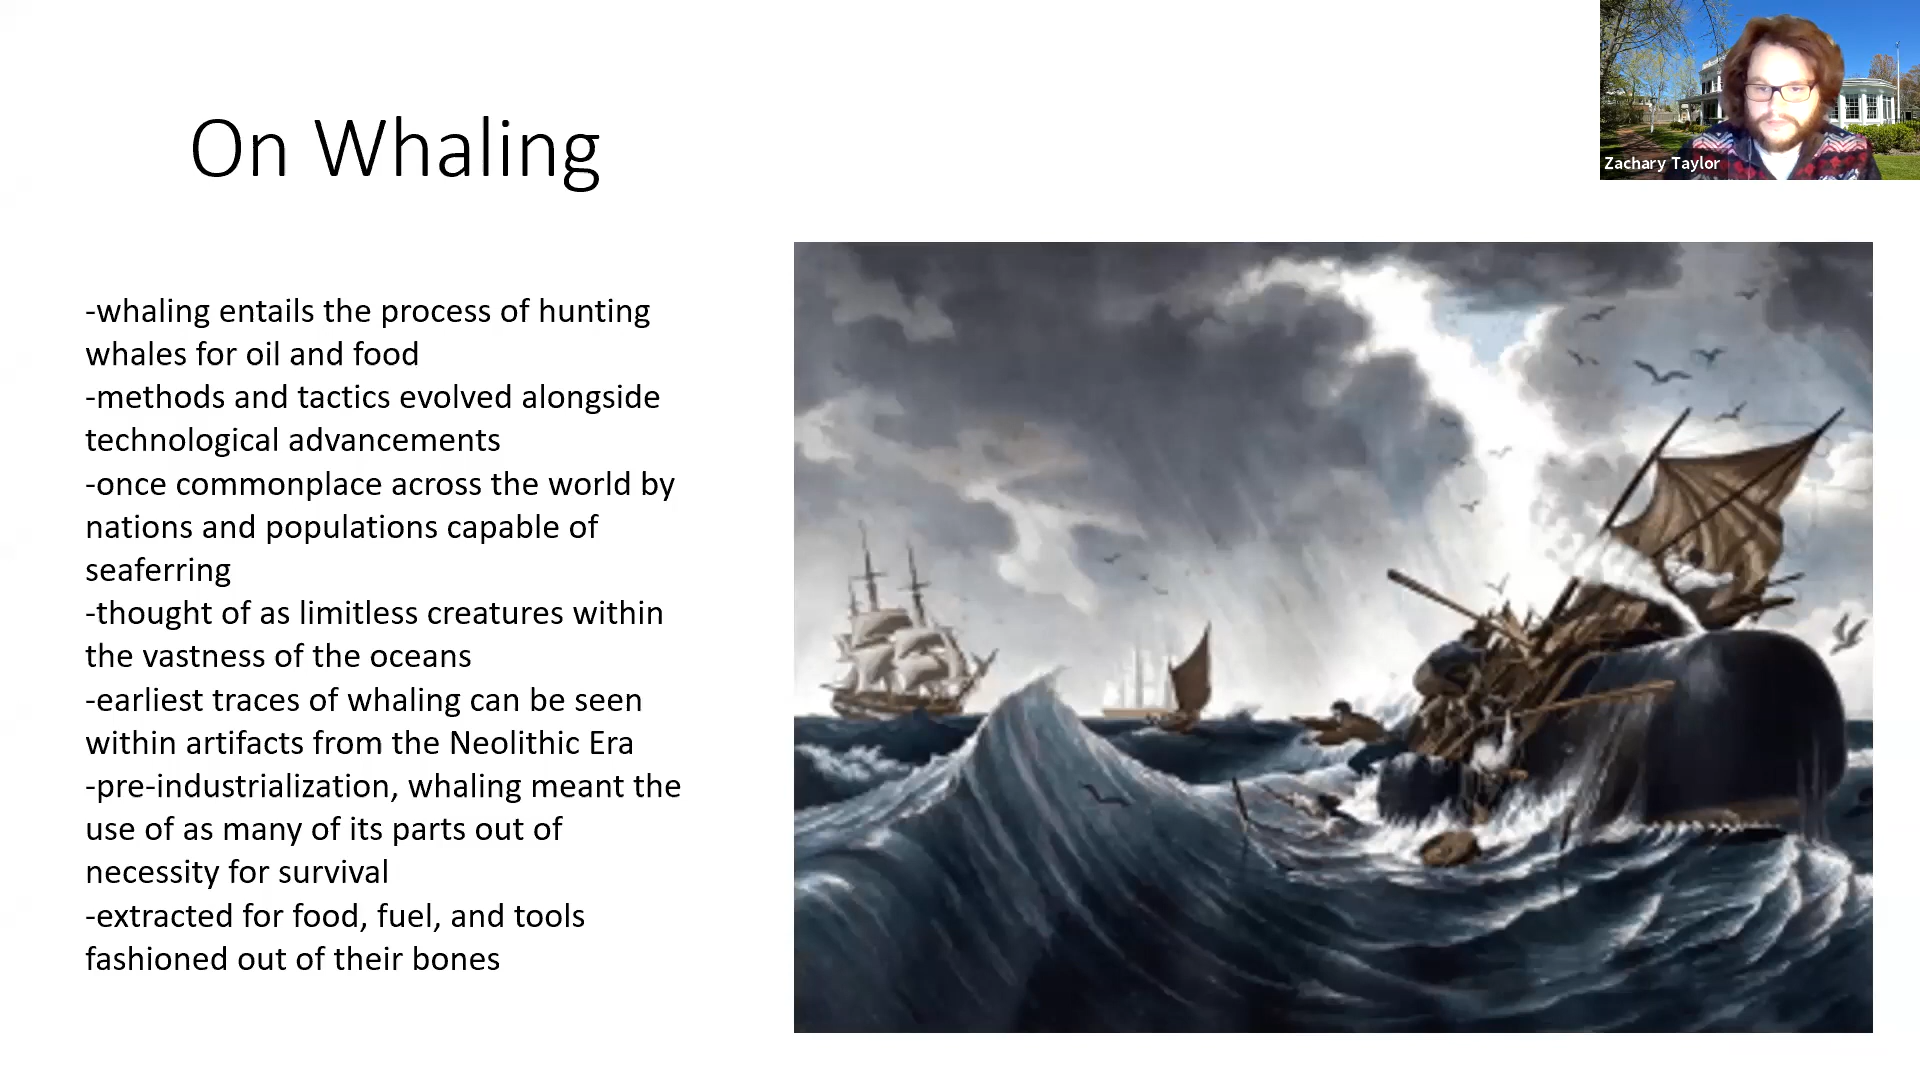 On Whaling
Zachary Taylor
-whaling entails the process of hunting
whales for oil and food
-methods and tactics evolved alongside
technological advancements
-once commonplace across the world by
nations and populations capable of
seaferring
-thought of as limitless creatures within
the vastness of the oceans
-earliest traces of whaling can be seen
within artifacts from the Neolithic Era
-pre-industrialization, whaling meant the
use of as many of its parts out of
necessity for survival
-extracted for food, fuel, and tools
fashioned out of their bones